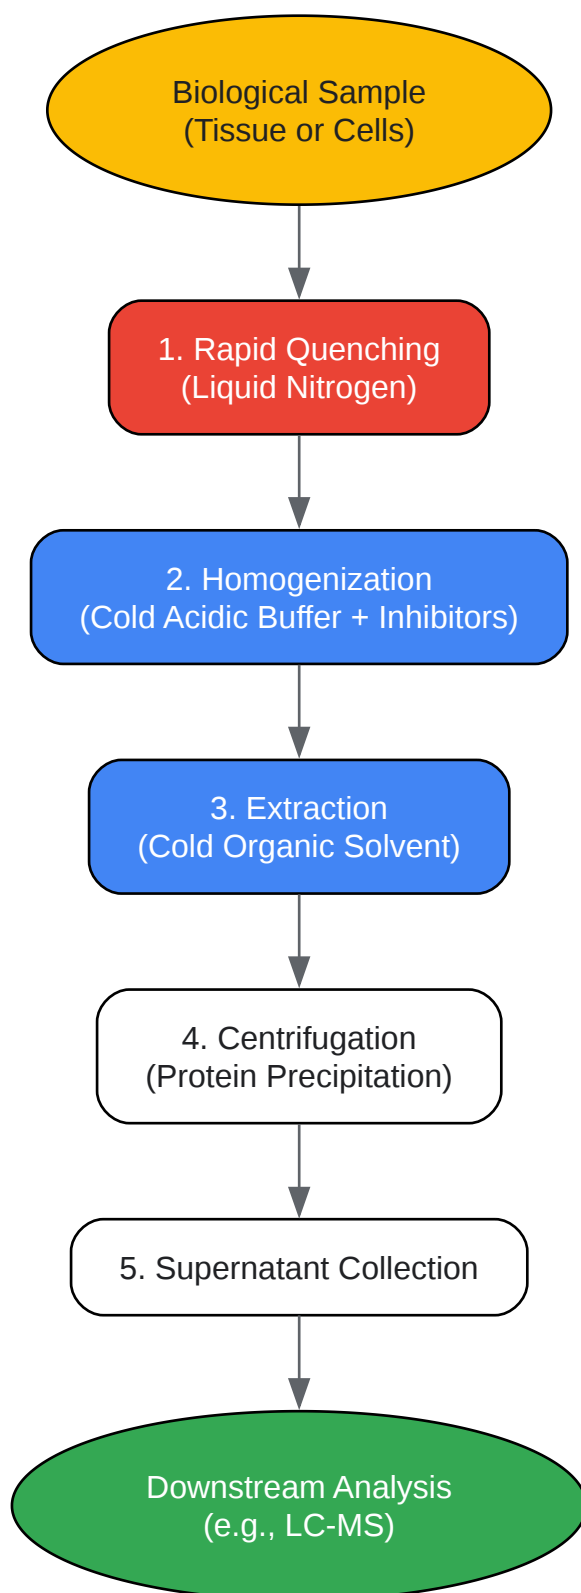 Biological Sample
(Tissue or Cells)
1. Rapid Quenching
(Liquid Nitrogen)
2. Homogenization
(Cold Acidic Buffer + Inhibitors)
3. Extraction
(Cold Organic Solvent)
4. Centrifugation
(Protein Precipitation)
5. Supernatant Collection
Downstream Analysis
(e.g., LC-MS)